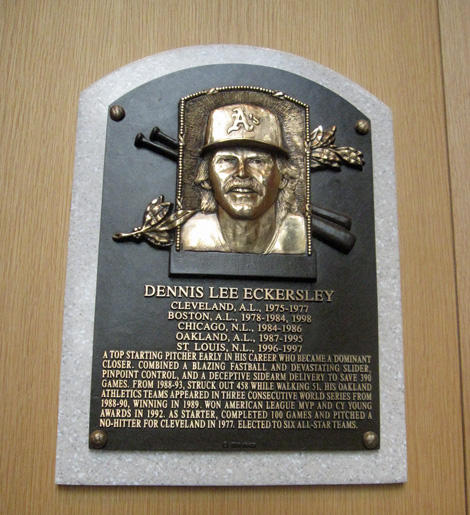 A's
DENNIS LEE ECKERSLEY
CLEVELAND, A.L., 1975-1977
BOSTON, A.L., 1978-1984, 1998
CHICAGO, N.L., 1984-1986
OAKLAND, A.L., 1987-1995
ST. LOUIS, N.L., 1996-1997
A TOP STARTING PITCHER EARLY IN HIS CAREER WHO BECAME A DOMINANT
CLOSER. COMBINED A BLAZING FASTBALL AND DEVASTATING SLIDER,
PINPOINT CONTROL, AND A DECEPTIVE SIDEARM DELIVERY TO SAVE 390
GAMES. FROM 1988-93, STRUCK OUT 458 WHILE WALKING 51. HIS OAKLAND
ATHLETICS TEAMS APPEARED IN THREE CONSECUTIVE WORLD SERIES FROM
1988-90, WINNING IN 1989. WON AMERICAN LEAGUE MVP AND CY YOUNG
AWARDS IN 1992. AS STARTER, COMPLETED 100 GAMES AND PITCHED A
NO-HITTER FOR CLEVELAND IN 1977. ELECTED TO SIX ALL-STAR TEAMS.